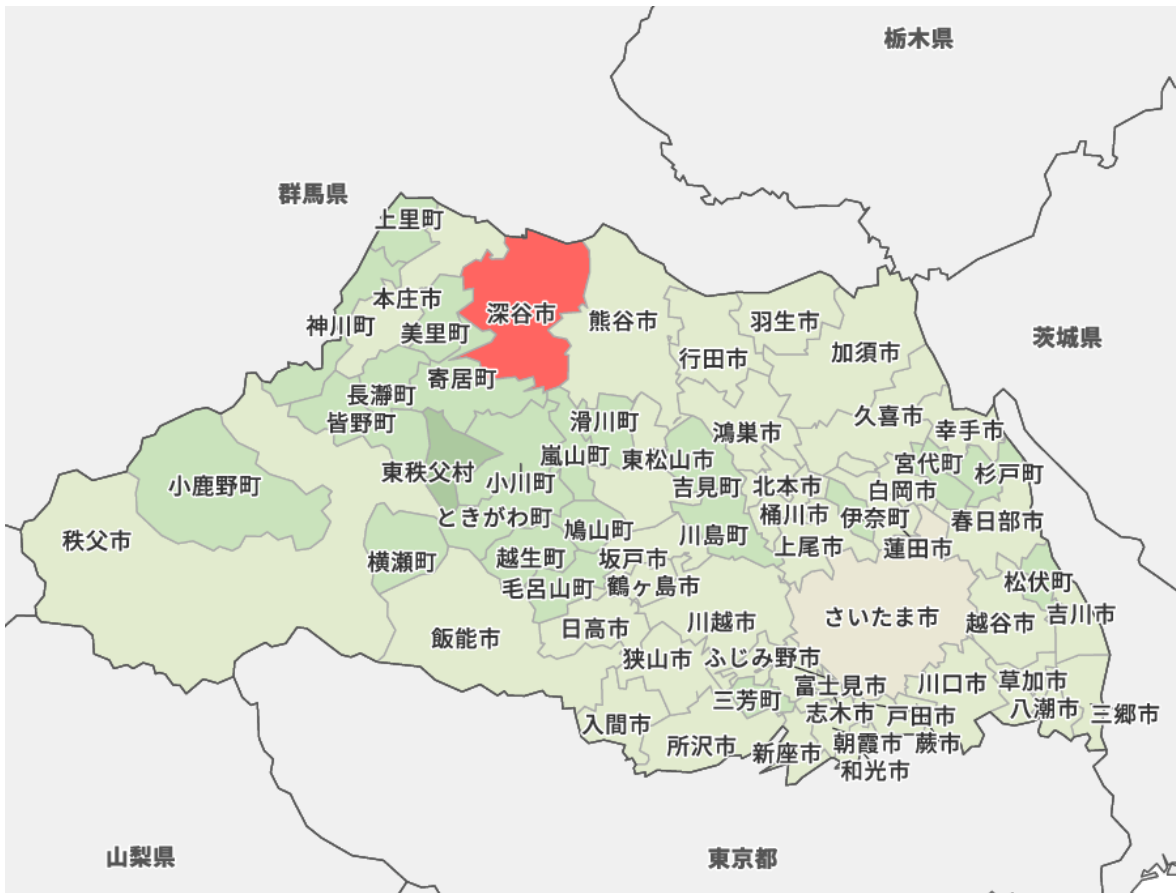 栃木県
群馬県
上里町
本庄市
深谷市
神川町
美里町
熊谷市
羽生市
茨城県
行田市
加須市
長瀞町
寄居町
皆野町
滑川町
鴻巣市
久喜市
幸手市
嵐山町
東松山市
宮代町
杉戸町
小鹿野町
東秩父村
小川町
吉見町
北本市
白岡市
ときがわ町
桶川市
伊奈町
春日部市
秩父市
横瀬町
越生町
鳩山町
坂戸市
川島町
上尾市
蓮田市
毛呂山町
鶴ヶ島市
松伏町
飯能市
日高市
川越市
さいたま市
越谷市
吉川市
狭山市
ふじみ野市
三芳町
富士見市
川口市
草加市
入間市
志木市
戸田市
八潮市
三郷市
所沢市
新座市
朝霞市
蕨市
和光市
山梨県
東京都